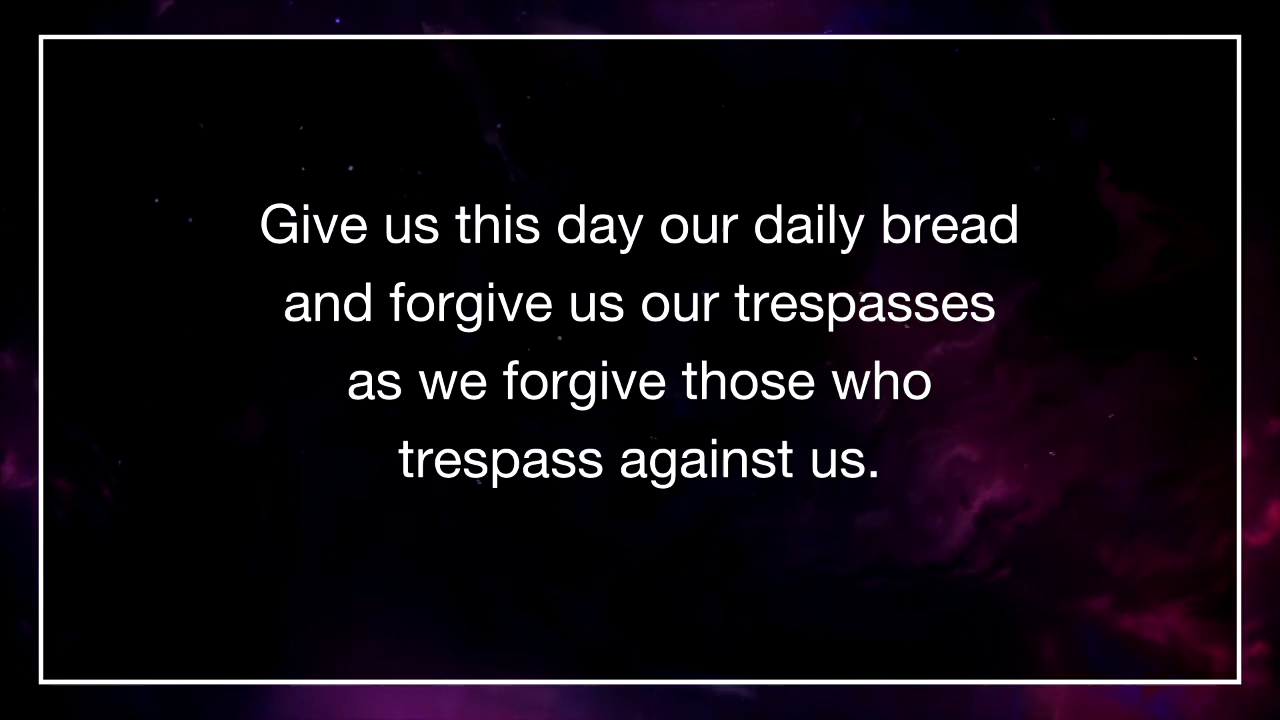 Give us this day our daily bread
and forgive us our trespasses
as we forgive those who
trespass against us.